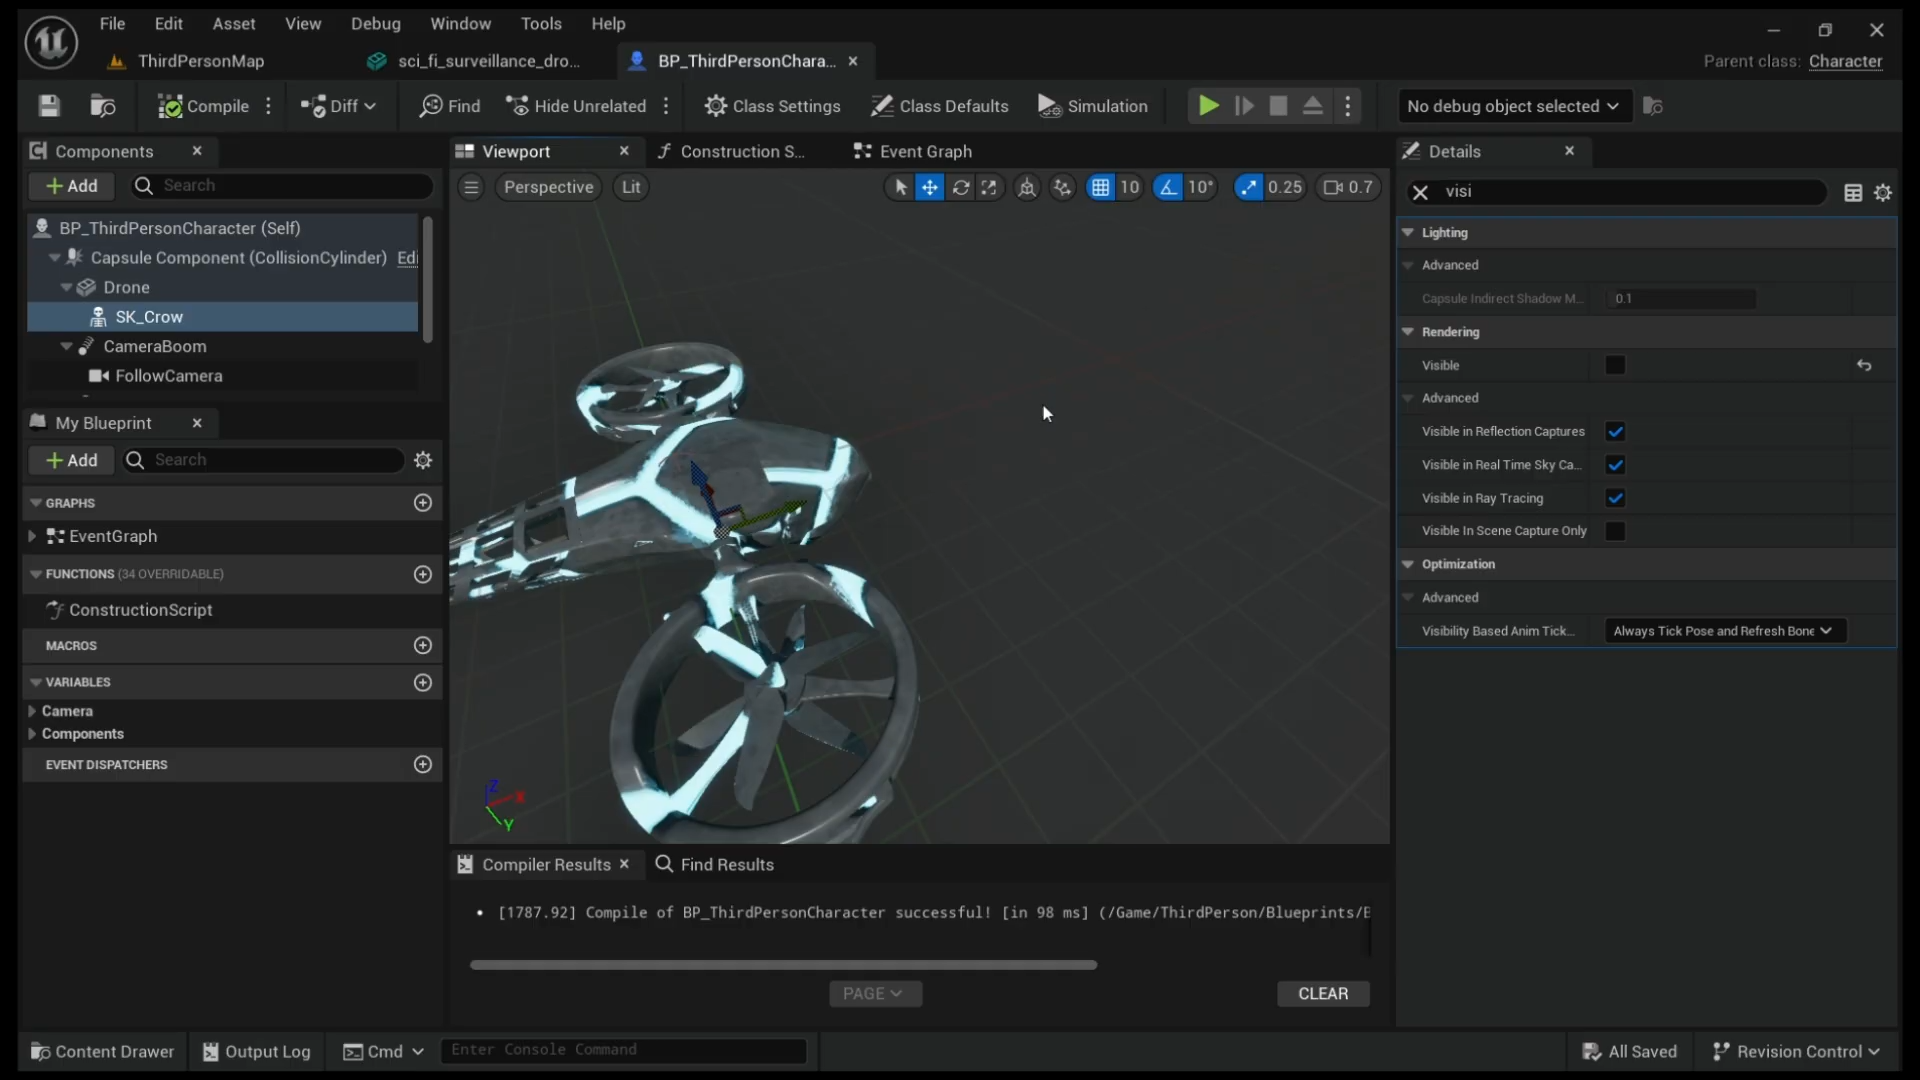 File Edit Asset View Debug Window Tools Help
ThirdPersonMap sci_fi_surveillance_dro... BP_ThirdPersonChara... Parent class: Character
Compile Diff Find Hide Unrelated Class Settings Class Defaults Simulation No debug object selected
Components Viewport Construction S... Event Graph Details
Add Search Perspective Lit 10 10° 0.25 0.7 visi
BP_ThirdPersonCharacter (Self)
Capsule Component (CollisionCylinder) Edi
Drone
SK_Crow
CameraBoom
FollowCamera
My Blueprint
Add Search
GRAPHS
EventGraph
FUNCTIONS (34 OVERRIDABLE)
ConstructionScript
MACROS
VARIABLES
Camera
Components
EVENT DISPATCHERS
Z X Y
Lighting
Advanced
Capsule Indirect Shadow M... 0.1
Rendering
Visible
Advanced
Visible in Reflection Captures
Visible in Real Time Sky Ca...
Visible in Ray Tracing
Visible In Scene Capture Only
Optimization
Advanced
Visibility Based Anim Tick... Always Tick Pose and Refresh Bone
Compiler Results Find Results
• [1787.92] Compile of BP_ThirdPersonCharacter successful! [in 98 ms] (/Game/ThirdPerson/Blueprints/B
PAGE CLEAR
Content Drawer Output Log Cmd Enter Console Command All Saved Revision Control